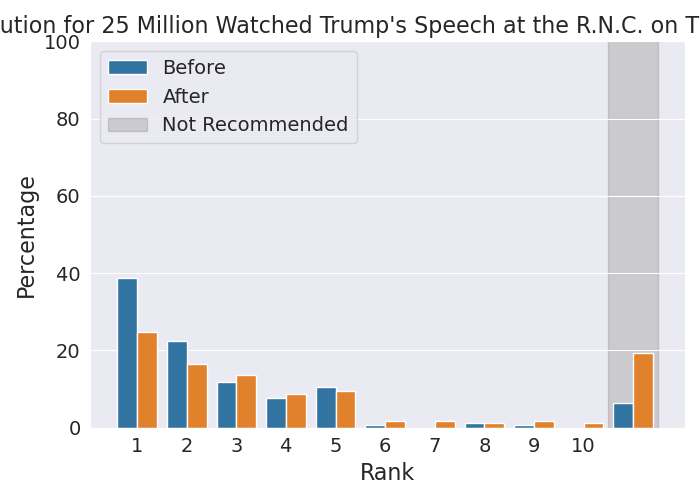 ution for 25 Million Watched Trump's Speech at the R.N.C. on T
100
80
60
40
20
0
Percentage
Before
After
Not Recommended
1 2 3 4 5 6 7 8 9 10
Rank